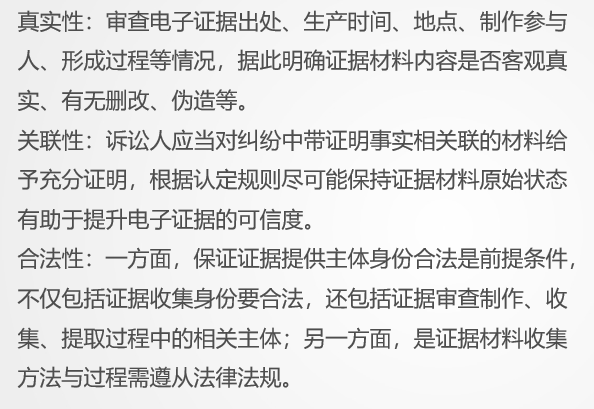 真实性：审查电子证据出处、生产时间、地点、制作参与
人、形成过程等情况，据此明确证据材料内容是否客观真
实、有无删改、伪造等。
关联性：诉讼人应当对纠纷中带证明事实相关联的材料给
予充分证明，根据认定规则尽可能保持证据材料原始状态
有助于提升电子证据的可信度。
合法性：一方面，保证证据提供主体身份合法是前提条件，
不仅包括证据收集身份要合法，还包括证据审查制作、收
集、提取过程中的相关主体；另一方面，是证据材料收集
方法与过程需遵从法律法规。